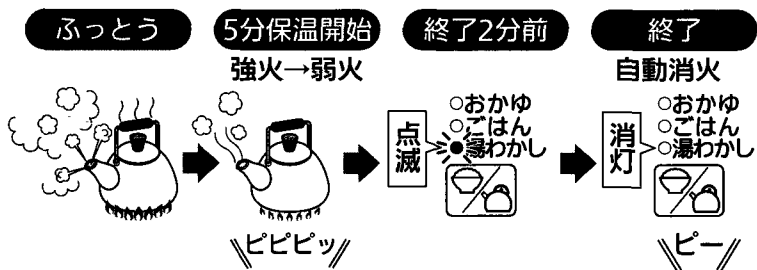 ふっとう
5分保温開始
強火→弱火
ピピピッ
終了2分前
点滅
○おかゆ
○ごはん
●湯わかし
終了
自動消火
消灯
○おかゆ
○ごはん
○湯わかし
ピー